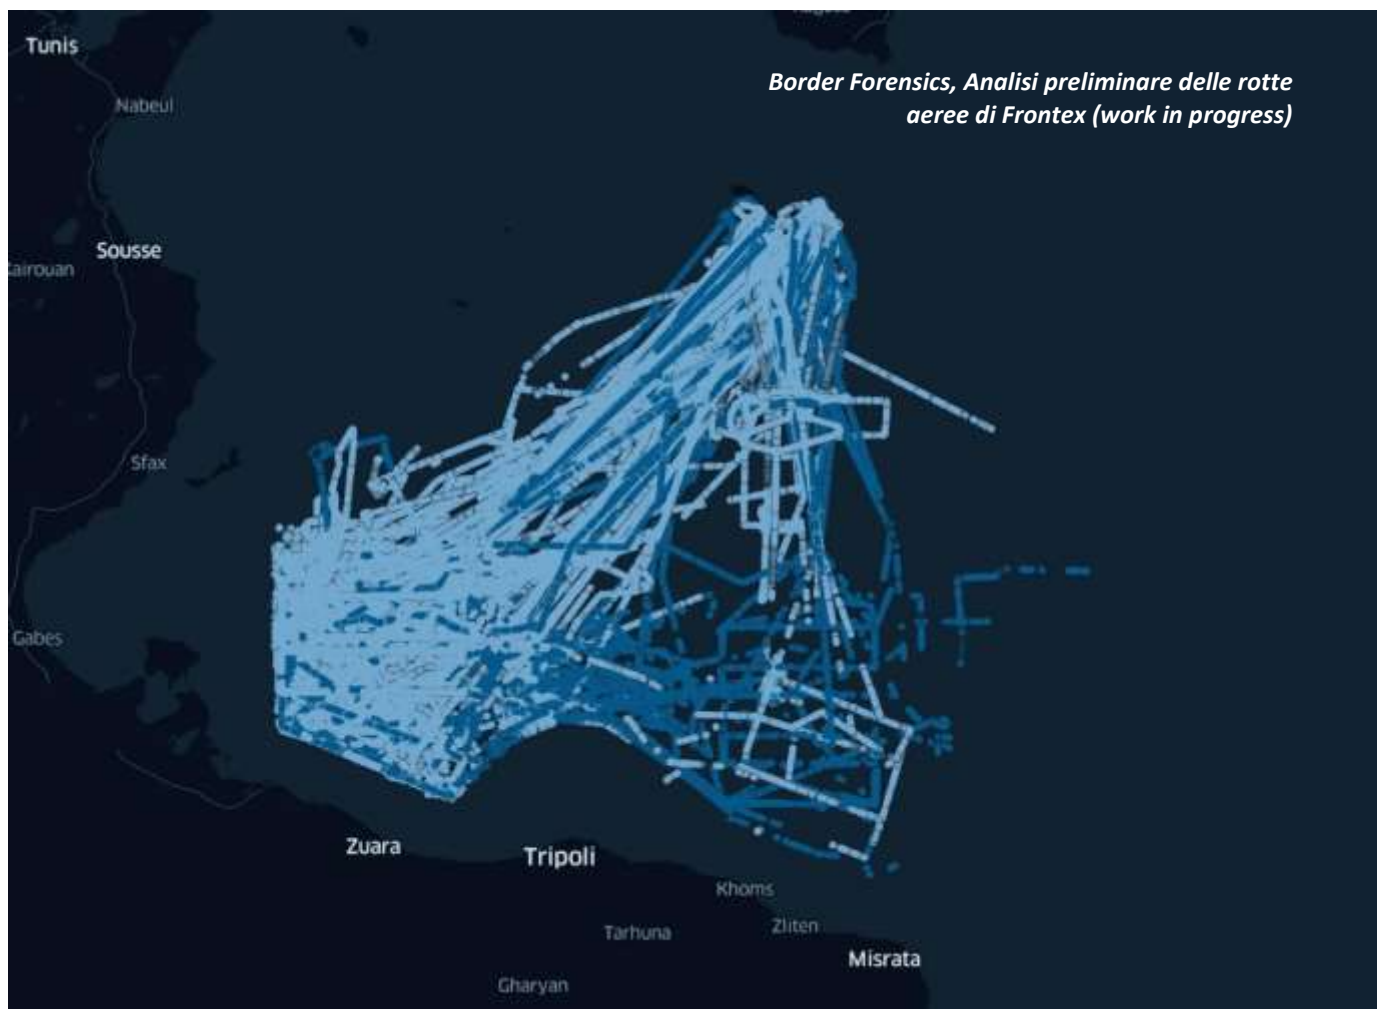 Tunis
Border Forensics, Analisi preliminare delle rotte
aeree di Frontex (work in progress)
Nabeul
Sousse
airouan
Sfax
Gabes
Zuara
Tripoli
Khoms
Zliten
Tarhuna
Misrata
Gharyan